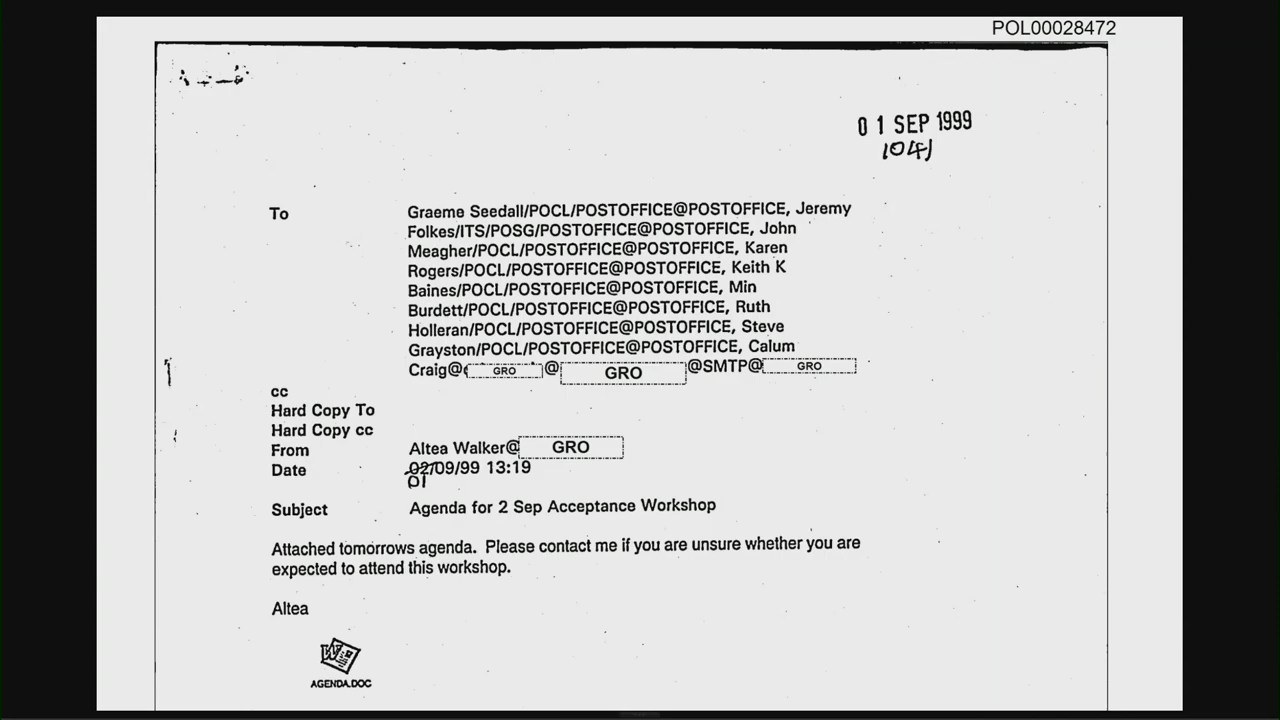 POL00028472
01 SEP 1999
1041
To
Graeme Seedall/POCL/POSTOFFICE@POSTOFFICE, Jeremy
Folkes/ITS/POSG/POSTOFFICE@POSTOFFICE, John
Meagher/POCL/POSTOFFICE@POSTOFFICE, Karen
Rogers/POCL/POSTOFFICE@POSTOFFICE, Keith K
Baines/POCL/POSTOFFICE@POSTOFFICE, Min
Burdett/POCL/POSTOFFICE@POSTOFFICE, Ruth
Holleran/POCL/POSTOFFICE@POSTOFFICE, Steve
Grayston/POCL/POSTOFFICE@POSTOFFICE, Calum
Craig@ GRO @ GRO @SMTP@ GRO
cc
Hard Copy To
Hard Copy cc
From Altea Walker@ GRO
Date 02/09/99 13:19
01
Subject Agenda for 2 Sep Acceptance Workshop
Attached tomorrows agenda. Please contact me if you are unsure whether you are
expected to attend this workshop.
Altea
AGENDA.DOC